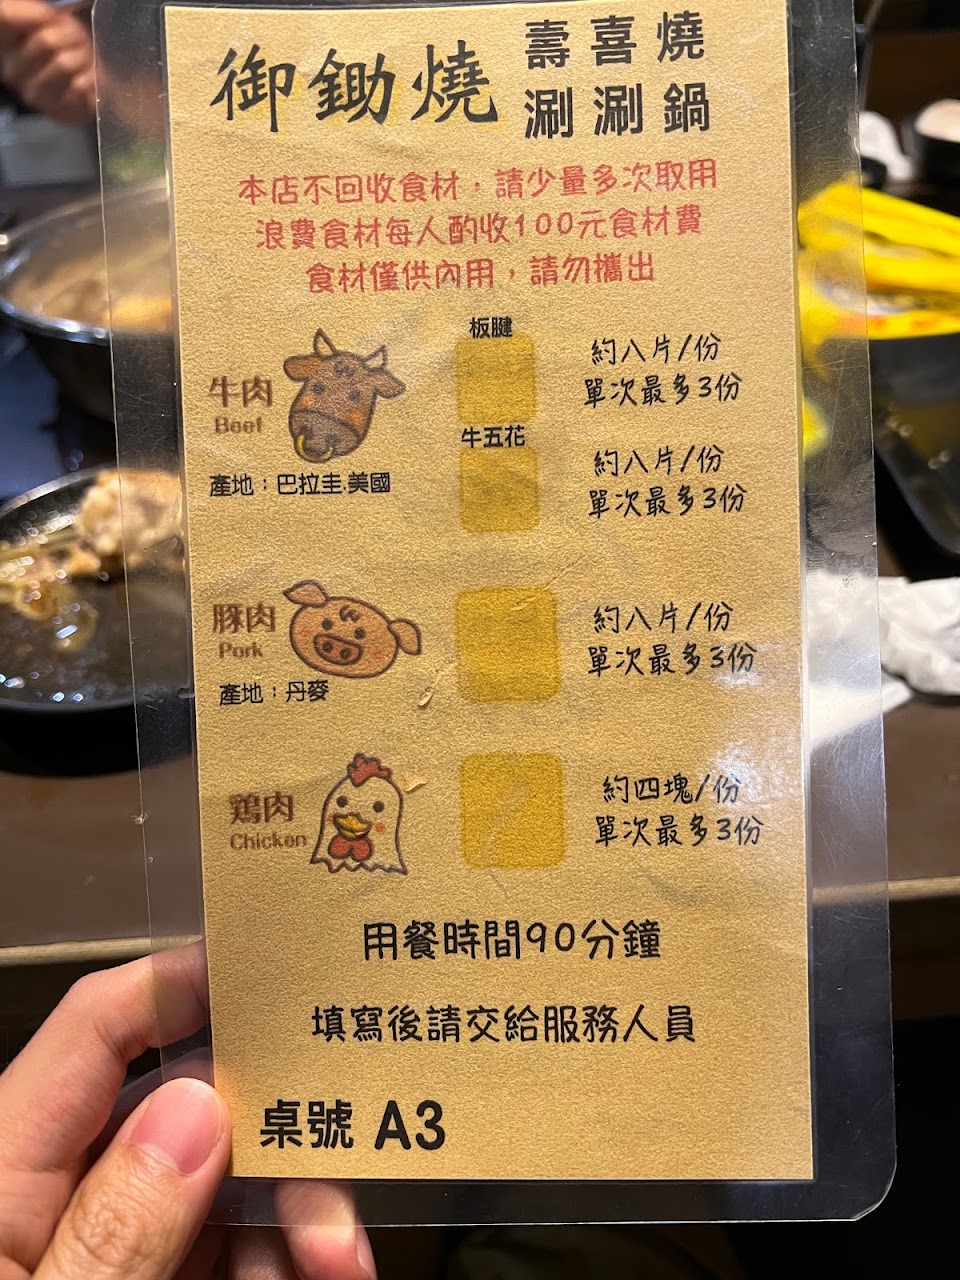 御鋤燒
壽喜燒
涮涮鍋
本店不回收食材，請少量多次取用
浪費食材每人酌收100元食材費
食材僅供內用，請勿攜出
牛肉
Beef
產地：巴拉圭.美國
板腱
約八片/份
單次最多3份
牛五花
約八片/份
單次最多3份
豚肉
Pork
產地：丹麥
約八片/份
單次最多3份
鶏肉
Chicken
約四塊/份
單次最多3份
用餐時間90分鐘
填寫後請交給服務人員
桌號 A3